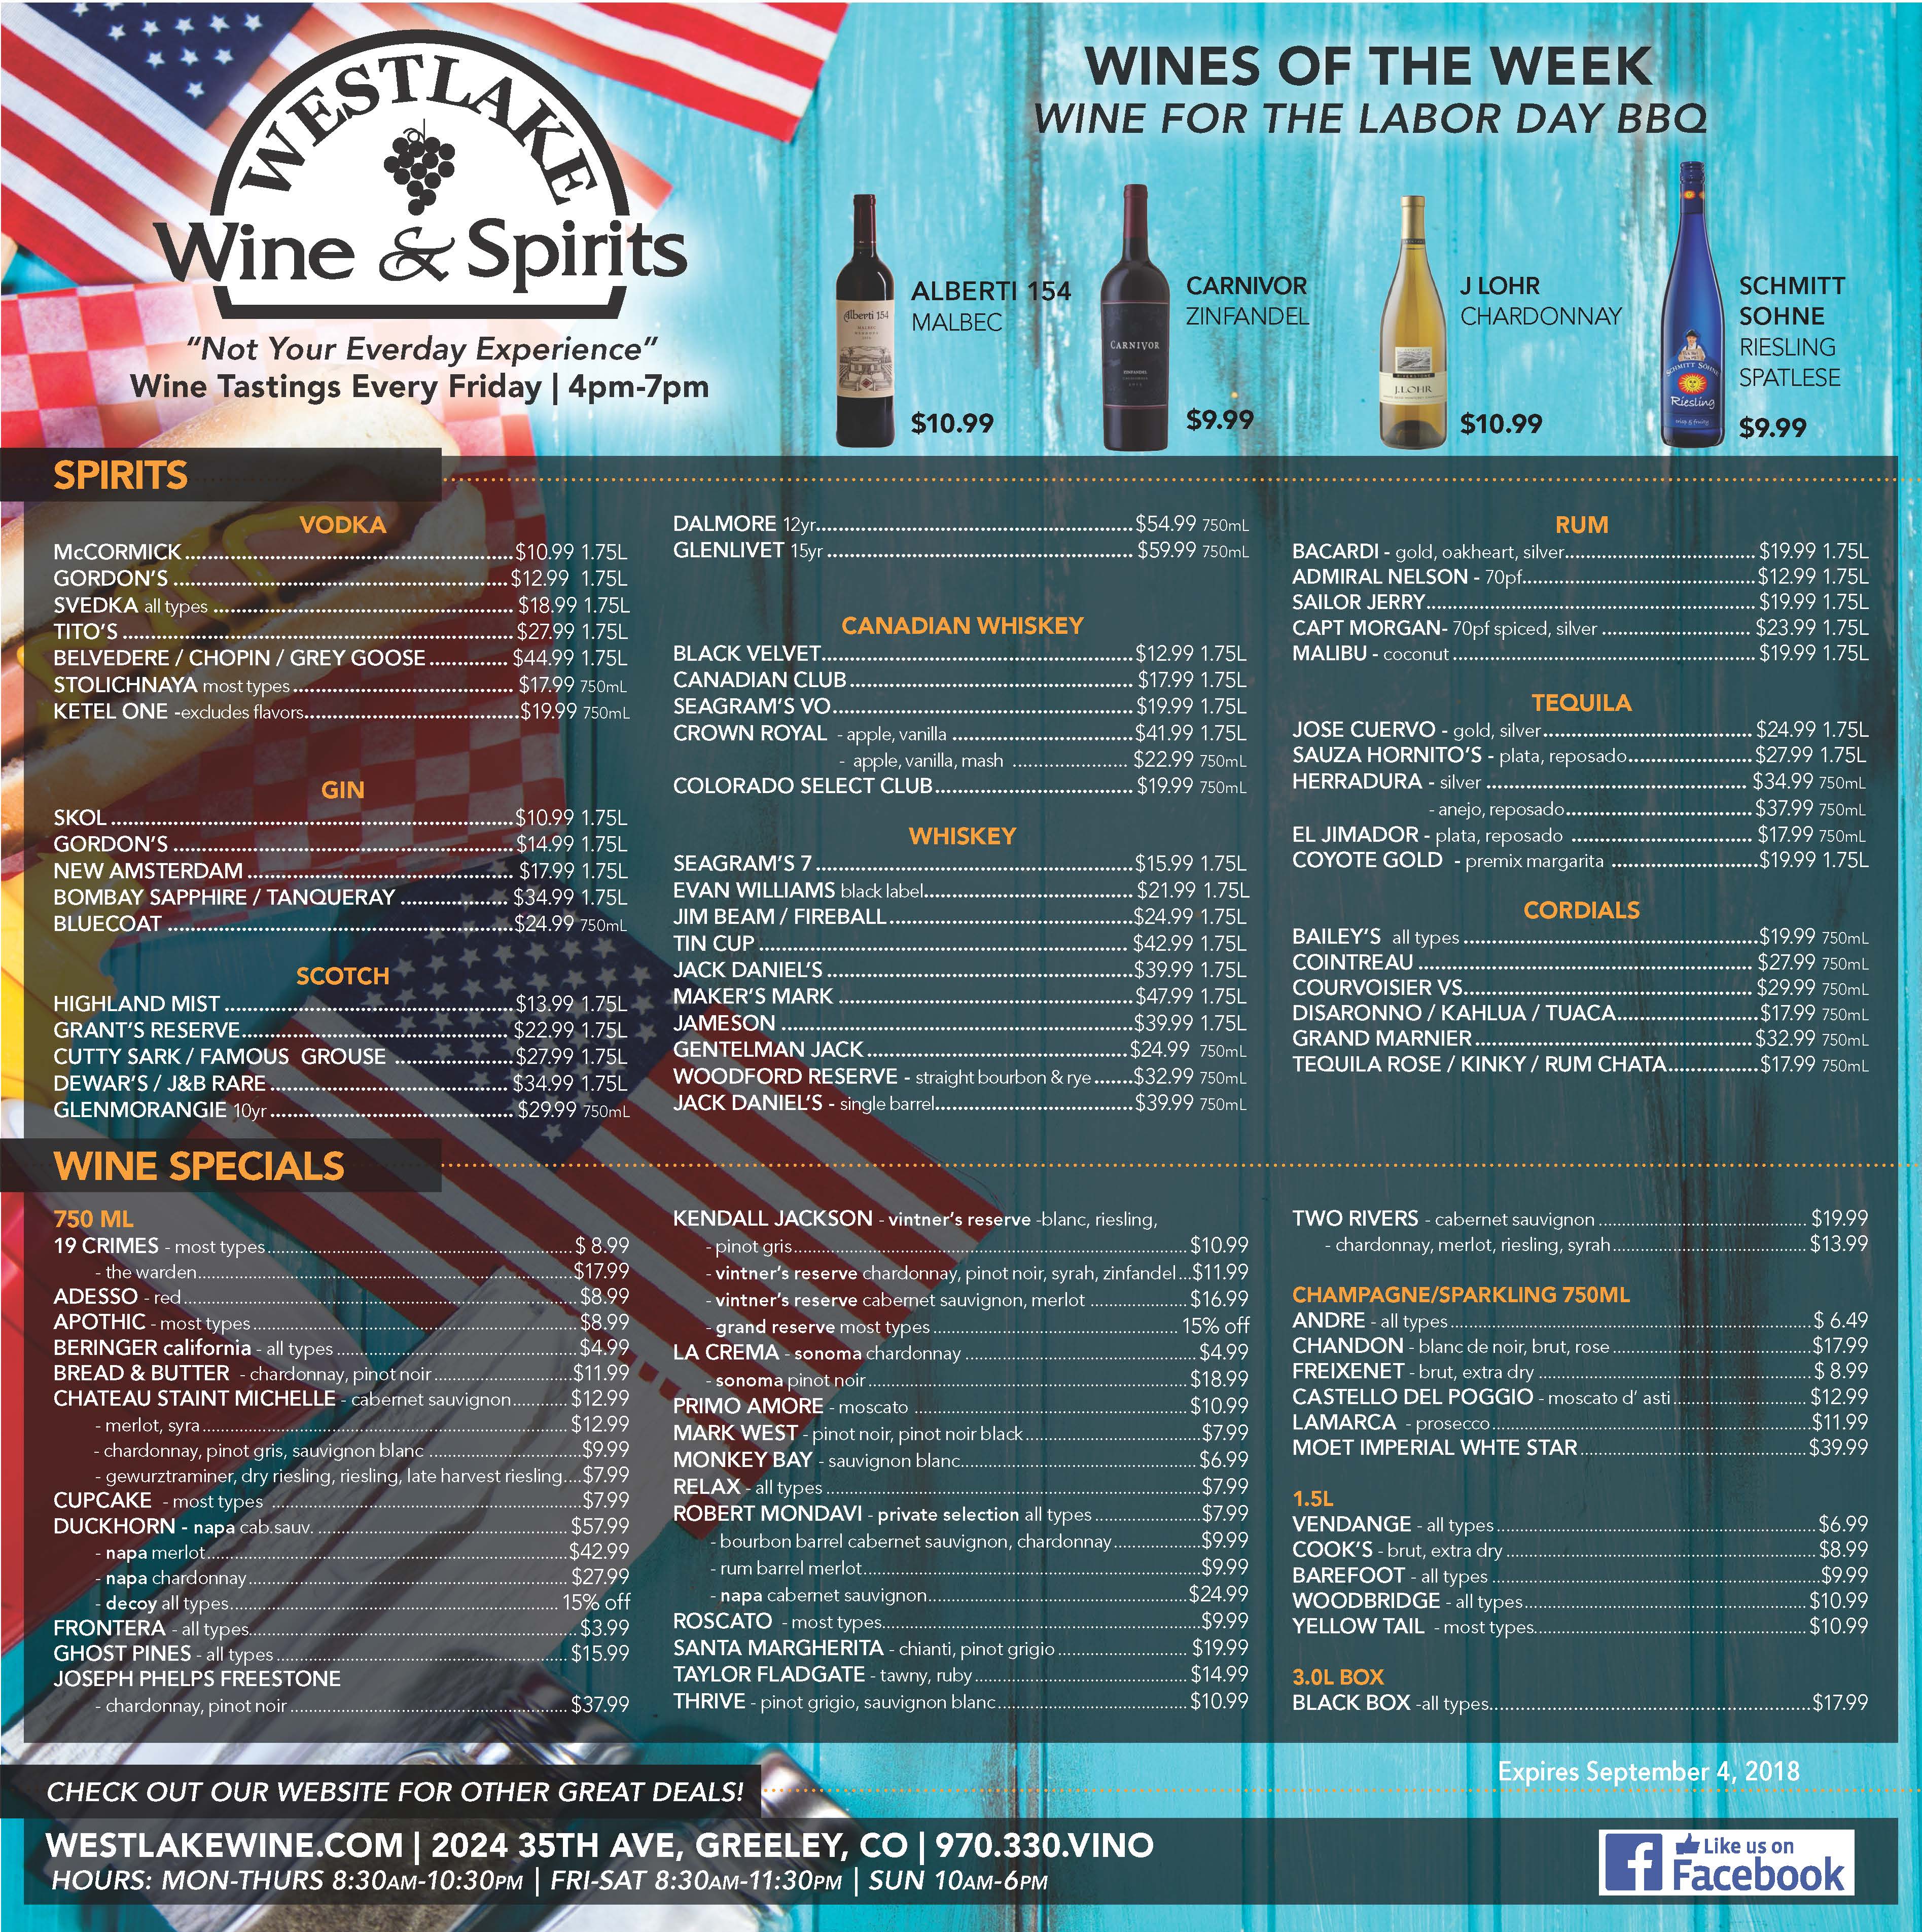 WESTLAKE
Wine & Spirits
"Not Your Everday Experience"
Wine Tastings Every Friday | 4pm-7pm
WINES OF THE WEEK
WINE FOR THE LABOR DAY BBQ
Alberti 154
MALBEC
ALBERTI 154
MALBEC
$10.99
CARNIVOR
ZINFANDEL
CARNIVOR
ZINFANDEL
$9.99
J. LOHR
J LOHR
CHARDONNAY
$10.99
SCHMITT SÖHNE
Riesling
SCHMITT
SOHNE
RIESLING
SPATLESE
$9.99
SPIRITS
VODKA
McCORMICK $10.99 1.75L
GORDON'S $12.99 1.75L
SVEDKA all types $18.99 1.75L
TITO'S $27.99 1.75L
BELVEDERE / CHOPIN / GREY GOOSE $44.99 1.75L
STOLICHNAYA most types $17.99 750mL
KETEL ONE -excludes flavors $19.99 750mL
GIN
SKOL $10.99 1.75L
GORDON'S $14.99 1.75L
NEW AMSTERDAM $17.99 1.75L
BOMBAY SAPPHIRE / TANQUERAY $34.99 1.75L
BLUECOAT $24.99 750mL
SCOTCH
HIGHLAND MIST $13.99 1.75L
GRANT'S RESERVE $22.99 1.75L
CUTTY SARK / FAMOUS GROUSE $27.99 1.75L
DEWAR'S / J&B RARE $34.99 1.75L
GLENMORANGIE 10yr $29.99 750mL
DALMORE 12yr $54.99 750mL
GLENLIVET 15yr $59.99 750mL
CANADIAN WHISKEY
BLACK VELVET $12.99 1.75L
CANADIAN CLUB $17.99 1.75L
SEAGRAM'S VO $19.99 1.75L
CROWN ROYAL - apple, vanilla $41.99 1.75L
- apple, vanilla, mash $22.99 750mL
COLORADO SELECT CLUB $19.99 750mL
WHISKEY
SEAGRAM'S 7 $15.99 1.75L
EVAN WILLIAMS black label $21.99 1.75L
JIM BEAM / FIREBALL $24.99 1.75L
TIN CUP $42.99 1.75L
JACK DANIEL'S $39.99 1.75L
MAKER'S MARK $47.99 1.75L
JAMESON $39.99 1.75L
GENTELMAN JACK $24.99 750mL
WOODFORD RESERVE - straight bourbon & rye $32.99 750mL
JACK DANIEL'S - single barrel $39.99 750mL
RUM
BACARDI - gold, oakheart, silver $19.99 1.75L
ADMIRAL NELSON - 70pf $12.99 1.75L
SAILOR JERRY $19.99 1.75L
CAPT MORGAN- 70pf spiced, silver $23.99 1.75L
MALIBU - coconut $19.99 1.75L
TEQUILA
JOSE CUERVO - gold, silver $24.99 1.75L
SAUZA HORNITO'S - plata, reposado $27.99 1.75L
HERRADURA - silver $34.99 750mL
- anejo, reposado $37.99 750mL
EL JIMADOR - plata, reposado $17.99 750mL
COYOTE GOLD - premix margarita $19.99 1.75L
CORDIALS
BAILEY'S all types $19.99 750mL
COINTREAU $27.99 750mL
COURVOISIER VS $29.99 750mL
DISARONNO / KAHLUA / TUACA $17.99 750mL
GRAND MARNIER $32.99 750mL
TEQUILA ROSE / KINKY / RUM CHATA $17.99 750mL
WINE SPECIALS
750 ML
19 CRIMES - most types $ 8.99
- the warden $17.99
ADESSO - red $8.99
APOTHIC - most types $8.99
BERINGER california - all types $4.99
BREAD & BUTTER - chardonnay, pinot noir $11.99
CHATEAU STAINT MICHELLE - cabernet sauvignon $12.99
- merlot, syra $12.99
- chardonnay, pinot gris, sauvignon blanc $9.99
- gewurztraminer, dry riesling, riesling, late harvest riesling $7.99
CUPCAKE - most types $7.99
DUCKHORN - napa cab.sauv. $57.99
- napa merlot $42.99
- napa chardonnay $27.99
- decoy all types 15% off
FRONTERA - all types $3.99
GHOST PINES - all types $15.99
JOSEPH PHELPS FREESTONE
- chardonnay, pinot noir $37.99
KENDALL JACKSON - vintner's reserve -blanc, riesling,
- pinot gris $10.99
- vintner's reserve chardonnay, pinot noir, syrah, zinfandel $11.99
- vintner's reserve cabernet sauvignon, merlot $16.99
- grand reserve most types 15% off
LA CREMA - sonoma chardonnay $4.99
- sonoma pinot noir $18.99
PRIMO AMORE - moscato $10.99
MARK WEST - pinot noir, pinot noir black $7.99
MONKEY BAY - sauvignon blanc $6.99
RELAX - all types $7.99
ROBERT MONDAVI - private selection all types $7.99
- bourbon barrel cabernet sauvignon, chardonnay $9.99
- rum barrel merlot $9.99
- napa cabernet sauvignon $24.99
ROSCATO - most types $9.99
SANTA MARGHERITA - chianti, pinot grigio $19.99
TAYLOR FLADGATE - tawny, ruby $14.99
THRIVE - pinot grigio, sauvignon blanc $10.99
TWO RIVERS - cabernet sauvignon $19.99
- chardonnay, merlot, riesling, syrah $13.99
CHAMPAGNE/SPARKLING 750ML
ANDRE - all types $ 6.49
CHANDON - blanc de noir, brut, rose $17.99
FREIXENET - brut, extra dry $ 8.99
CASTELLO DEL POGGIO - moscato d' asti $12.99
LAMARCA - prosecco $11.99
MOET IMPERIAL WHTE STAR $39.99
1.5L
VENDANGE - all types $6.99
COOK'S - brut, extra dry $8.99
BAREFOOT - all types $9.99
WOODBRIDGE - all types $10.99
YELLOW TAIL - most types $10.99
3.0L BOX
BLACK BOX -all types $17.99
Expires September 4, 2018
CHECK OUT OUR WEBSITE FOR OTHER GREAT DEALS!
WESTLAKEWINE.COM | 2024 35TH AVE, GREELEY, CO | 970.330.VINO
HOURS: MON-THURS 8:30AM-10:30PM | FRI-SAT 8:30AM-11:30PM | SUN 10AM-6PM
f Like us on
Facebook